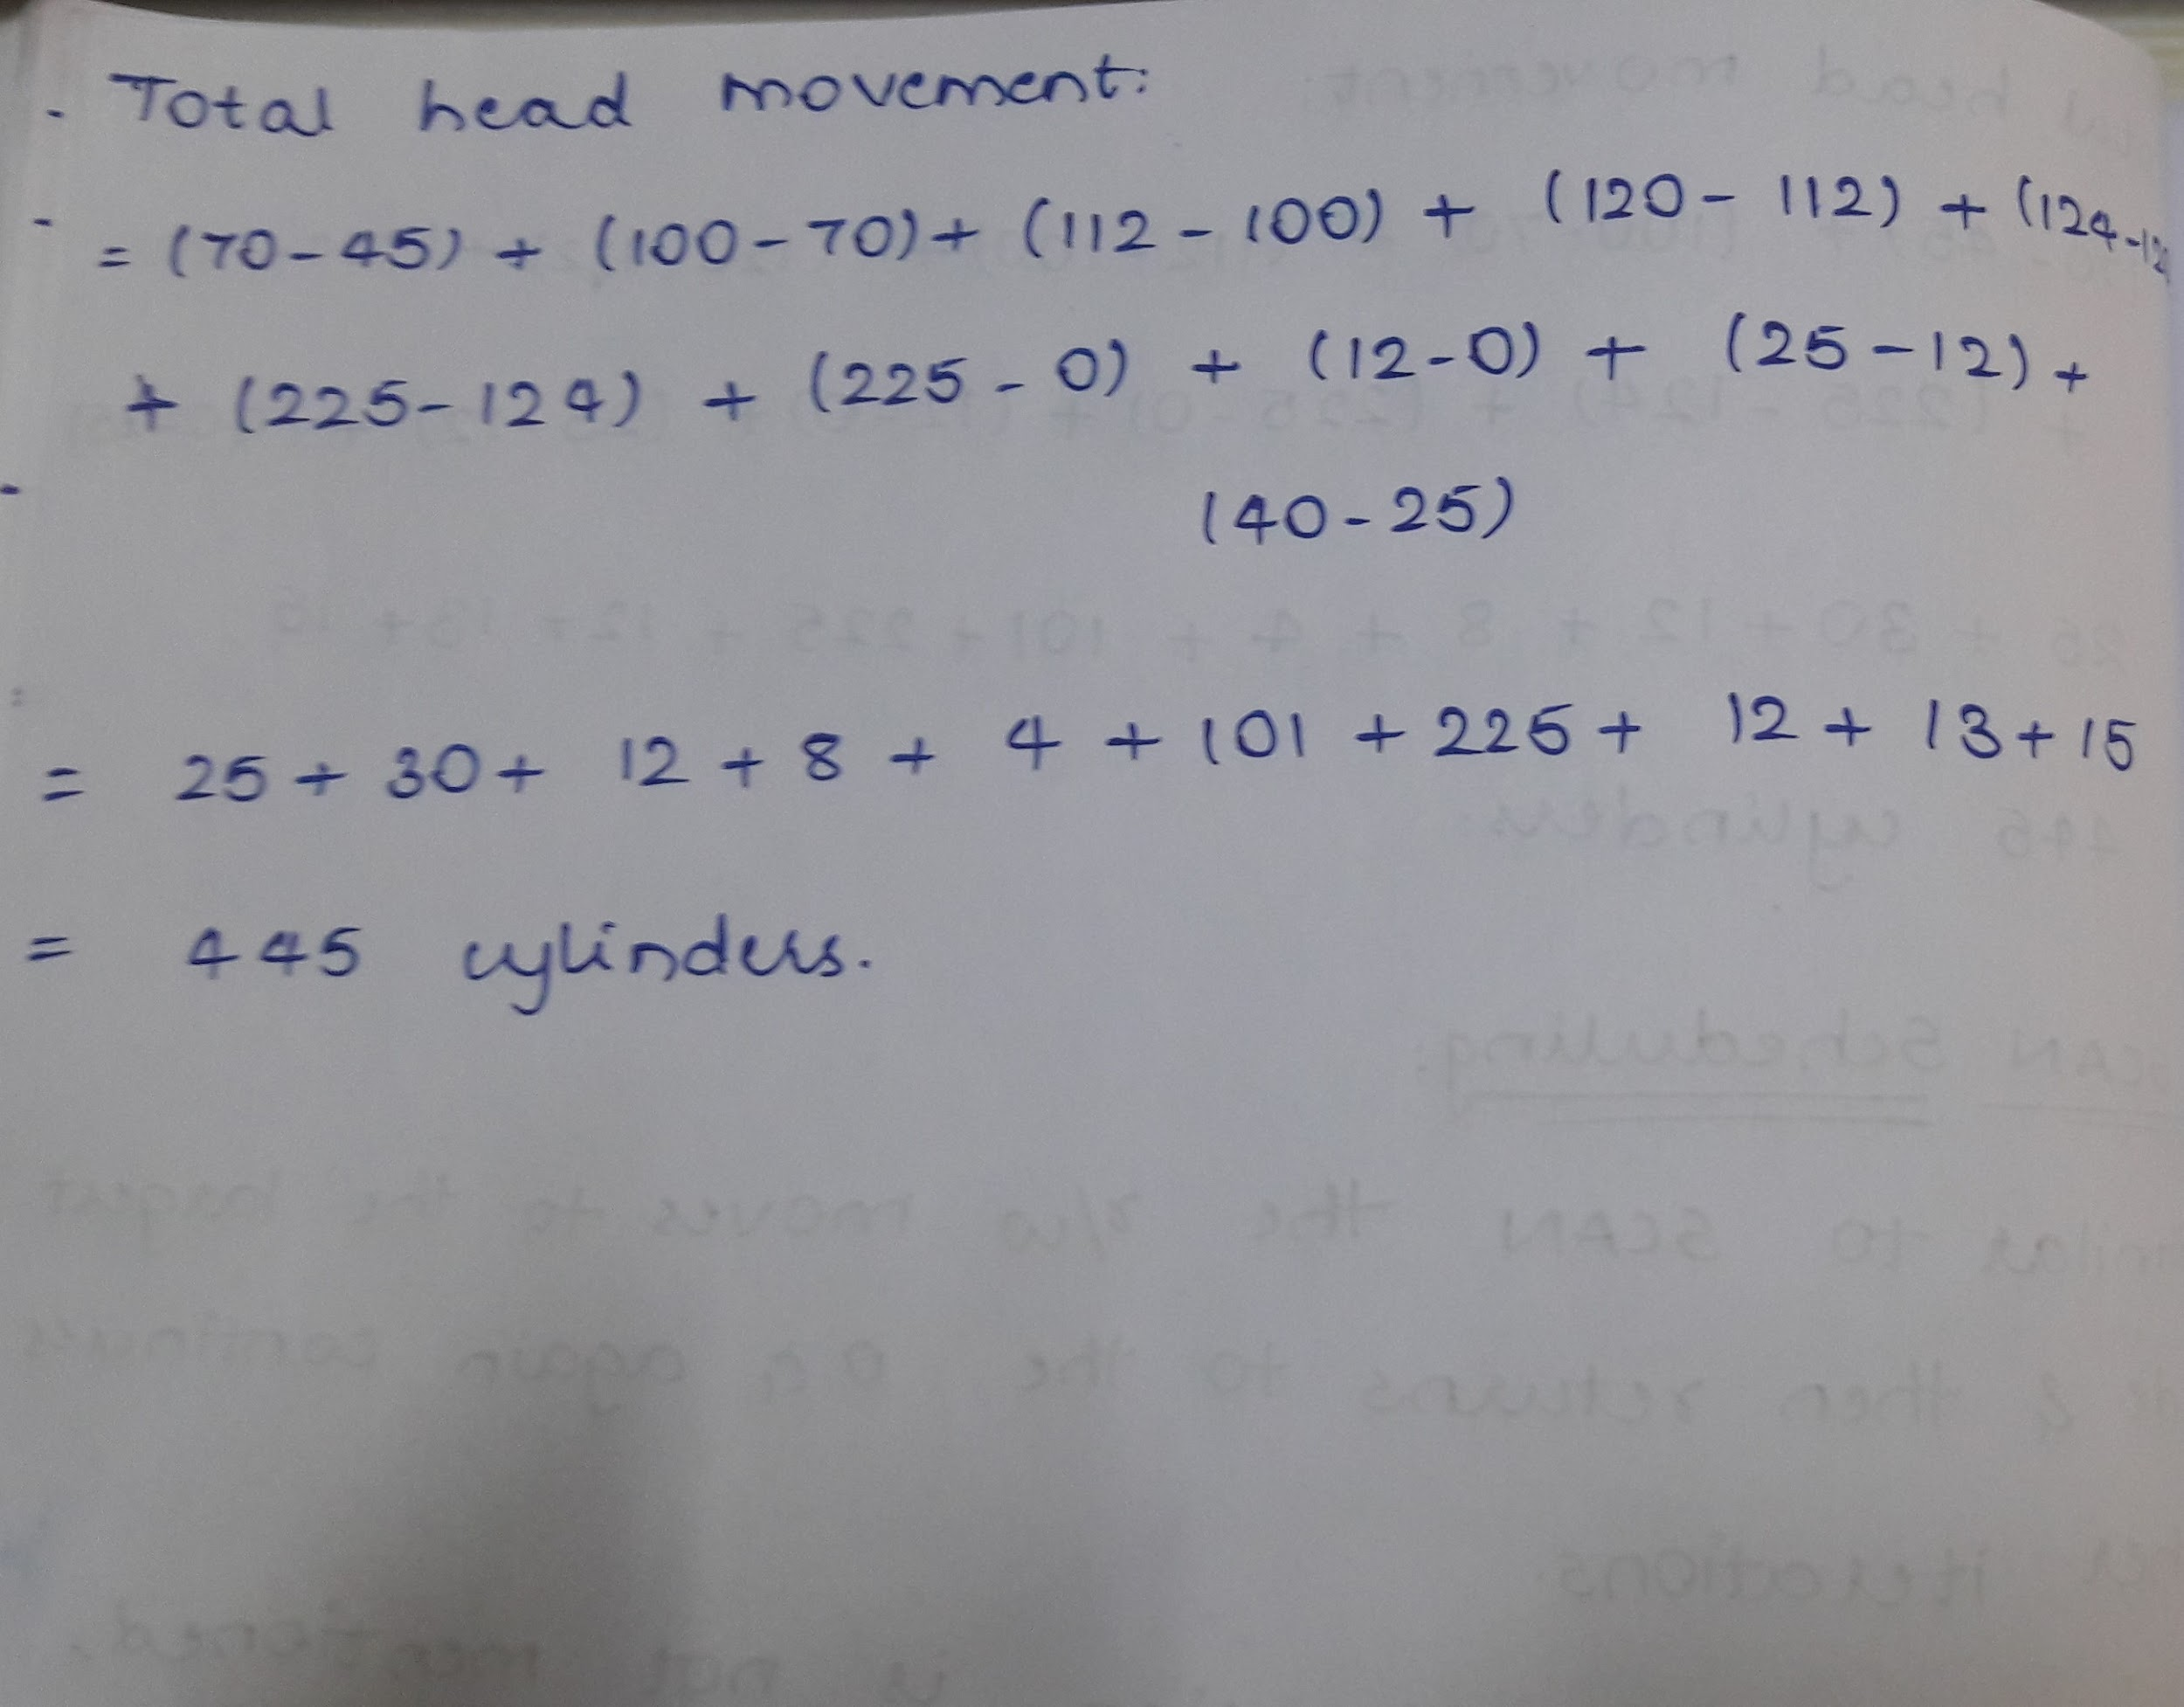 . Total head movement:
= (70-45) + (100-70) + (112-100) + (120-112) + (124-12
+ (225-124) + (225-0) + (12-0) + (25-12) +
(40-25)
= 25 + 30 + 12 + 8 + 4 + 101 + 225 + 12 + 13 + 15
= 445 cylinders.